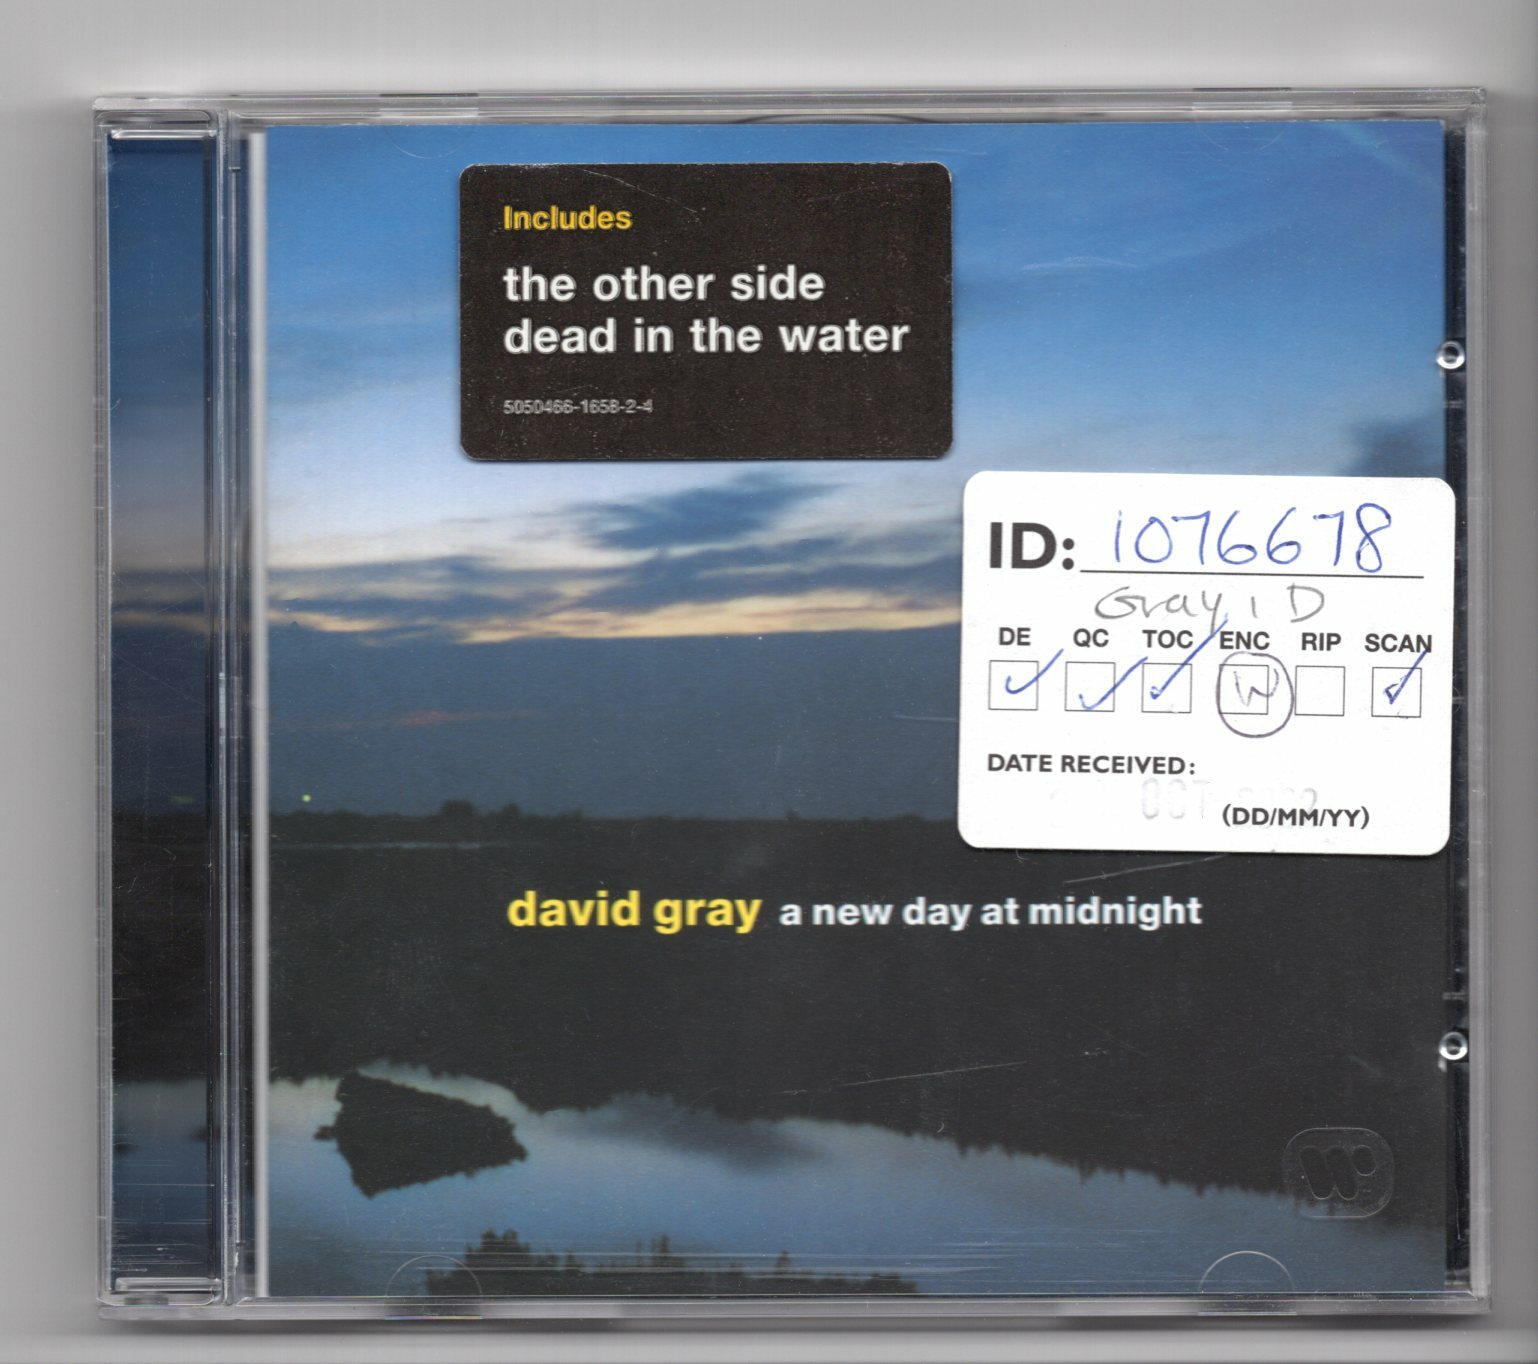 Includes
the other side
dead in the water
5050466-1658-2-4
ID: 1076678
Gray, D
DE QC TOC ENC RIP SCAN
W
DATE RECEIVED:
OCT
(DD/MM/YY)
david gray a new day at midnight